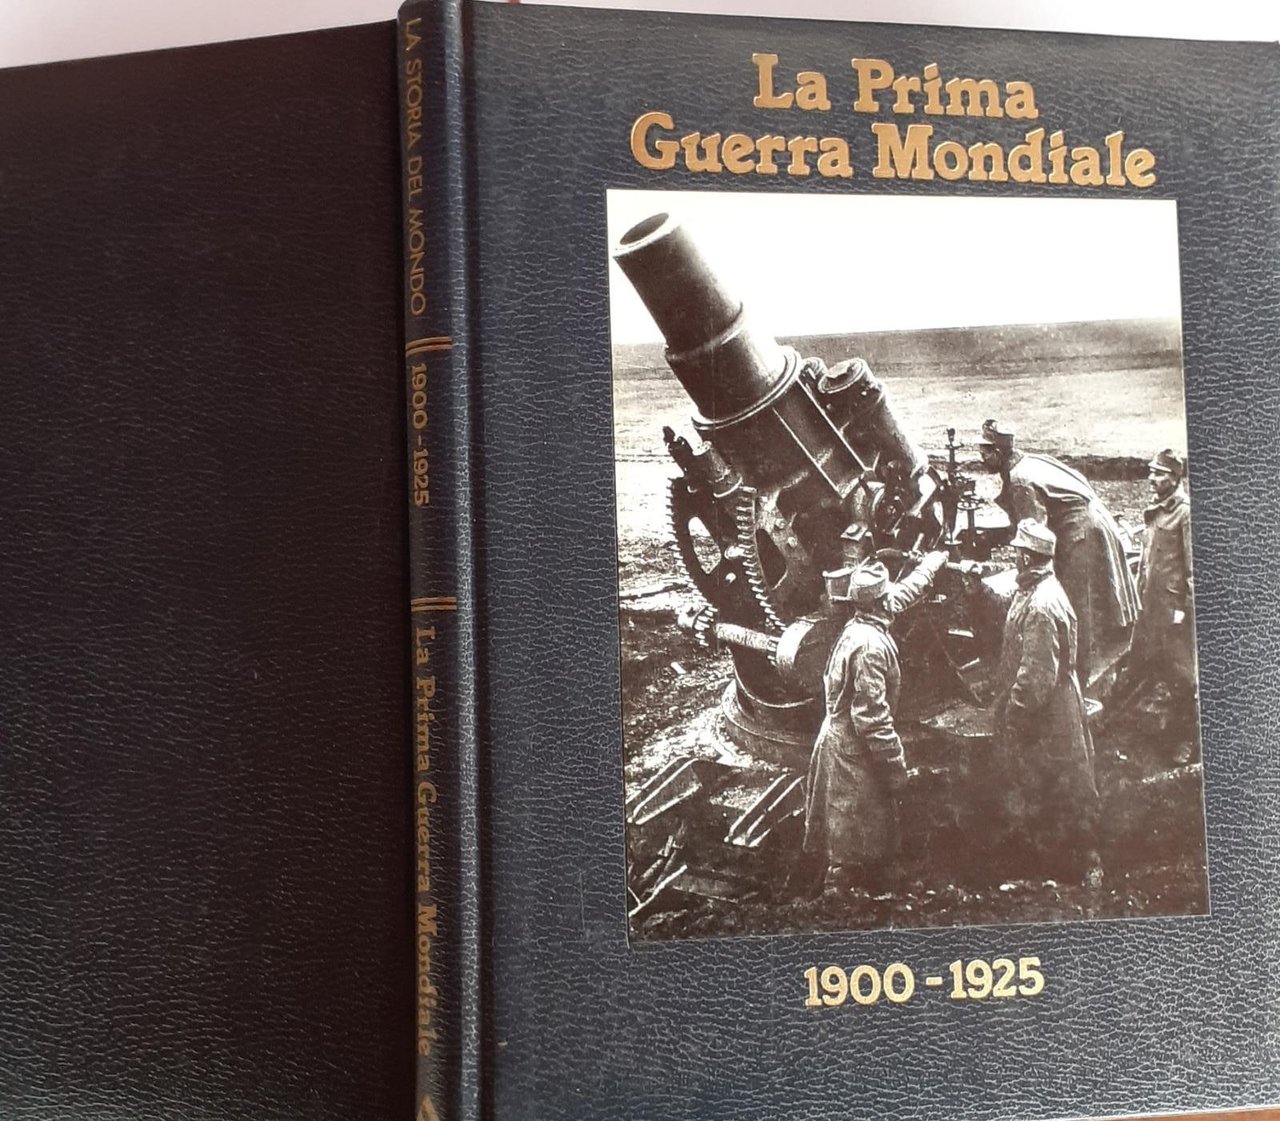 LA STORIA DEL MONDO
1900-1925
La Prima Guerra Mondiale
La Prima
Guerra Mondiale
1900-1925